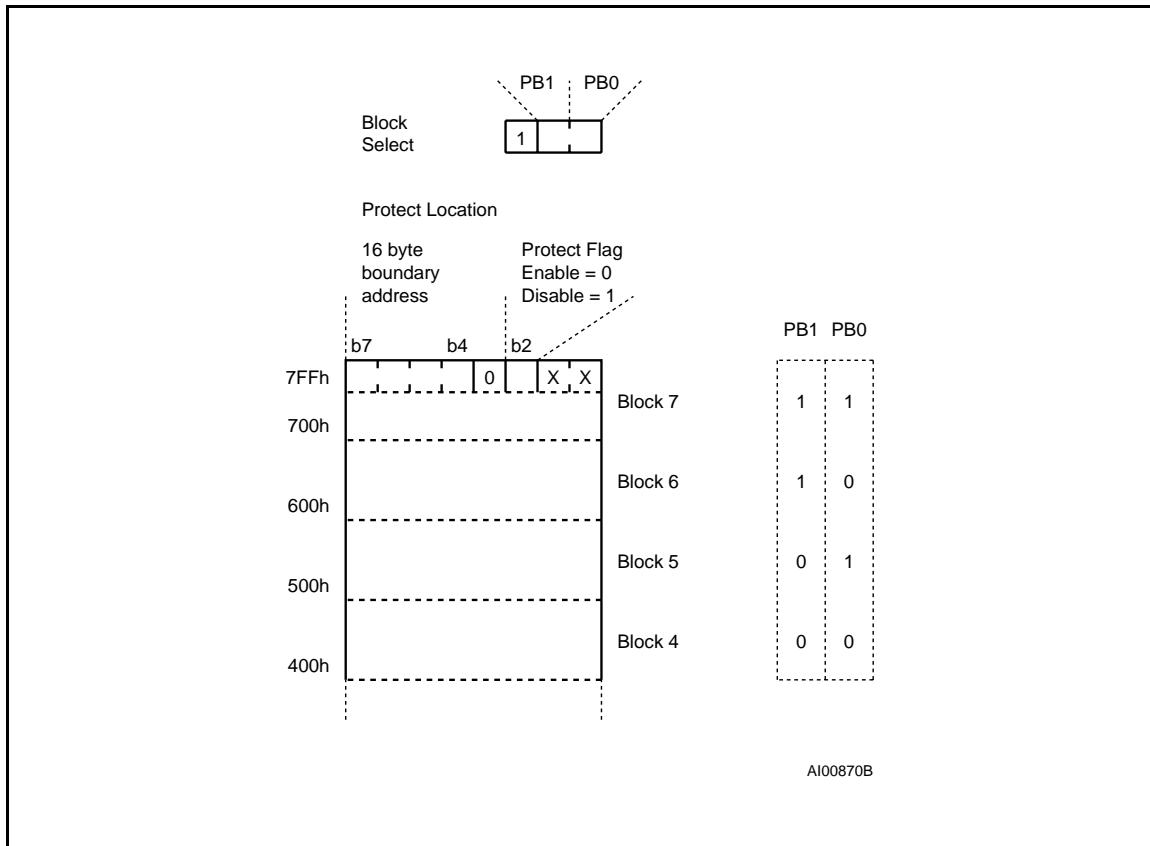 PB1 PB0
Block
Select
1
Protect Location
16 byte
boundary
address
Protect Flag
Enable = 0
Disable = 1
b7 b4 b2
PB1 PB0
7FFh 0 X X
Block 7 1 1
700h
Block 6 1 0
600h
Block 5 0 1
500h
Block 4 0 0
400h
AI00870B